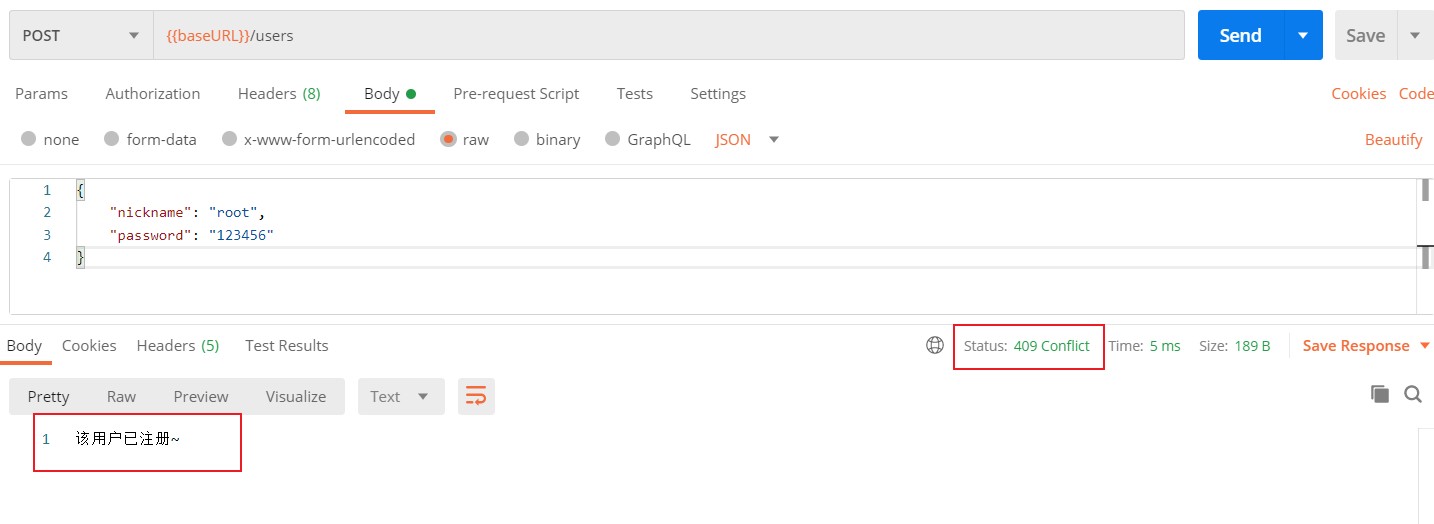 POST {{baseURL}}/users Send Save
Params Authorization Headers (8) Body Pre-request Script Tests Settings Cookies Code
none form-data x-www-form-urlencoded raw binary GraphQL JSON Beautify
1 {
2 "nickname": "root",
3 "password": "123456"
4 }
Body Cookies Headers (5) Test Results Status: 409 Conflict Time: 5 ms Size: 189 B Save Response
Pretty Raw Preview Visualize Text
1 该用户已注册~